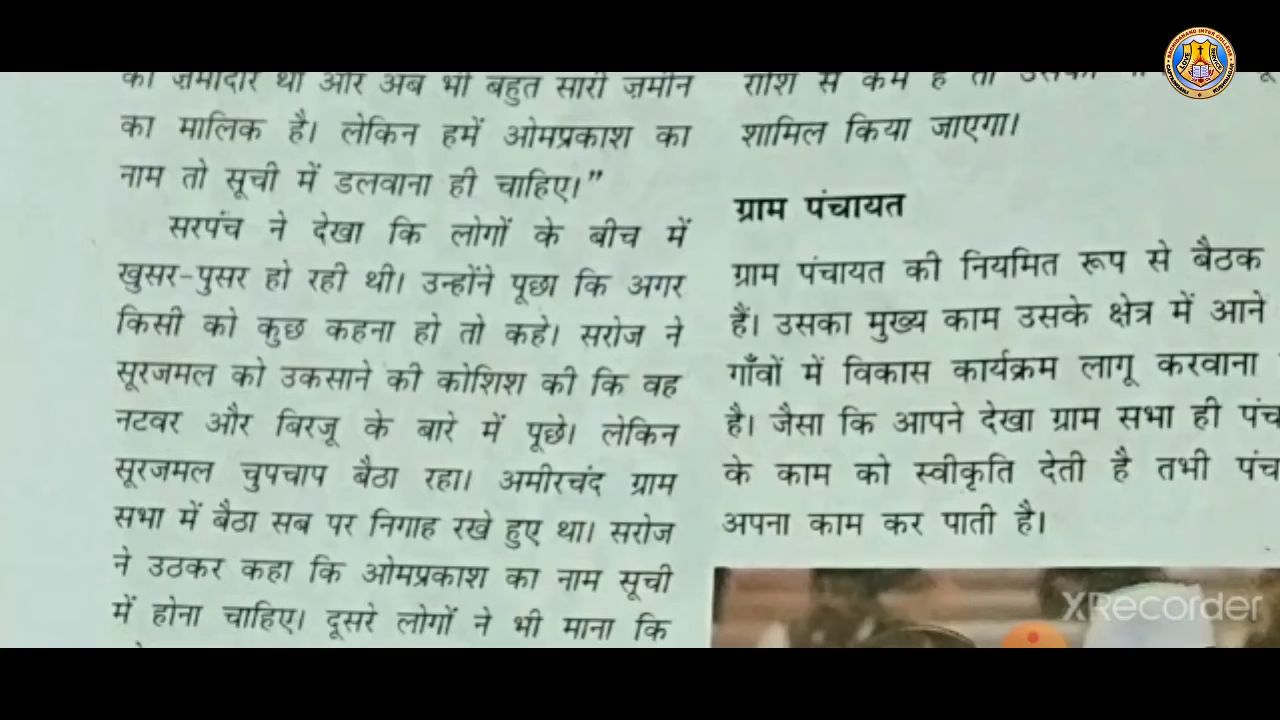 का ज़मींदार था और अब भी बहुत सारी ज़मीन
का मालिक है। लेकिन हमें ओमप्रकाश का
नाम तो सूची में डलवाना ही चाहिए।”
सरपंच ने देखा कि लोगों के बीच में
खुसर-पुसर हो रही थी। उन्होंने पूछा कि अगर
किसी को कुछ कहना हो तो कहे। सरोज ने
सूरजमल को उकसाने की कोशिश की कि वह
नटवर और बिरजू के बारे में पूछे। लेकिन
सूरजमल चुपचाप बैठा रहा। अमीरचंद ग्राम
सभा में बैठा सब पर निगाह रखे हुए था। सरोज
ने उठकर कहा कि ओमप्रकाश का नाम सूची
में होना चाहिए। दूसरे लोगों ने भी माना कि
राशि से कम है तो उसका
शामिल किया जाएगा।
ग्राम पंचायत
ग्राम पंचायत की नियमित रूप से बैठक
हैं। उसका मुख्य काम उसके क्षेत्र में आने
गाँवों में विकास कार्यक्रम लागू करवाना
है। जैसा कि आपने देखा ग्राम सभा ही पंच
के काम को स्वीकृति देती है तभी पंच
अपना काम कर पाती है।
XRecorder